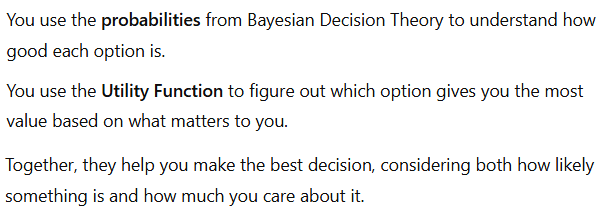 You use the probabilities from Bayesian Decision Theory to understand how
good each option is.
You use the Utility Function to figure out which option gives you the most
value based on what matters to you.
Together, they help you make the best decision, considering both how likely
something is and how much you care about it.